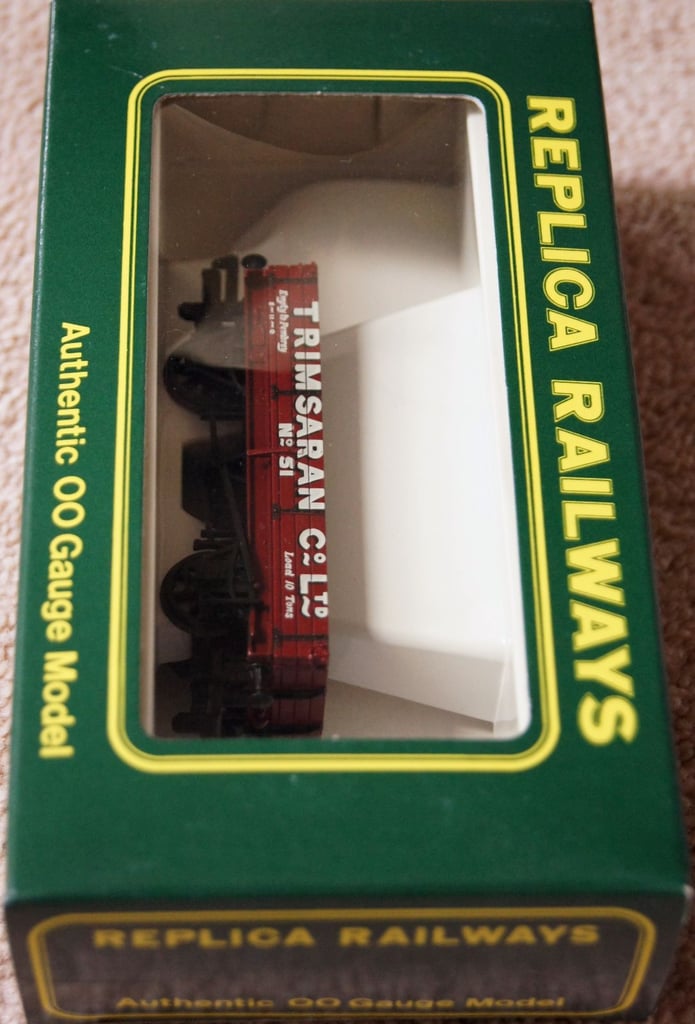 REPLICA RAILWAYS
TRIMSARAN Cº LTD
Nº 51
Load 10 Tons
Authentic OO Gauge Model
REPLICA RAILWAYS
Authentic OO Gauge Model